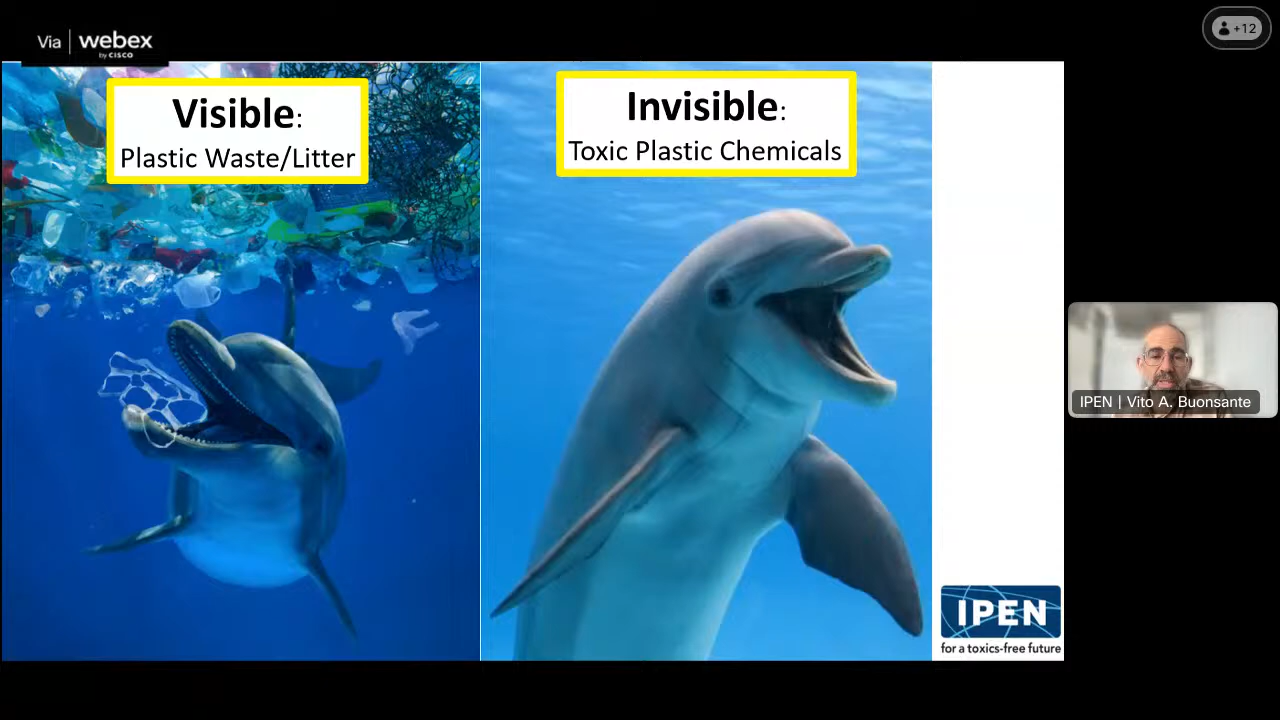 Via webex
by CISCO
+12
Visible:
Plastic Waste/Litter
Invisible:
Toxic Plastic Chemicals
IPEN | Vito A. Buonsante
IPEN
for a toxics-free future